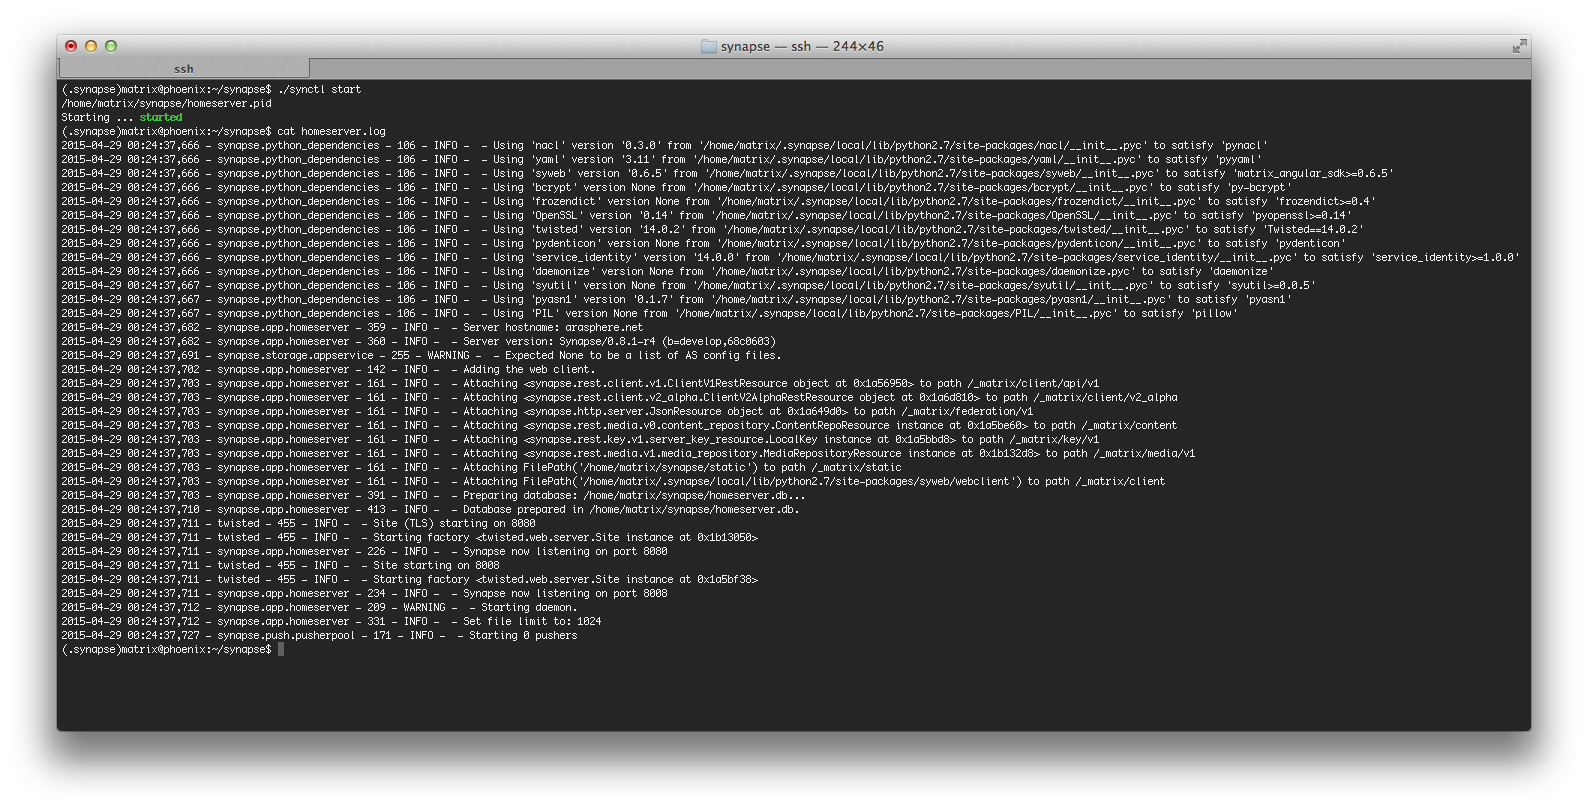 synapse — ssh — 244×46
ssh
(.synapse)matrix@phoenix:~/synapse$ ./synctl start
/home/matrix/synapse/homeserver.pid
Starting ... started
(.synapse)matrix@phoenix:~/synapse$ cat homeserver.log
2015-04-29 00:24:37,666 - synapse.python_dependencies - 106 - INFO -  - Using 'nacl' version '0.3.0' from '/home/matrix/.synapse/local/lib/python2.7/site-packages/nacl/__init__.pyc' to satisfy 'pynacl'
2015-04-29 00:24:37,666 - synapse.python_dependencies - 106 - INFO -  - Using 'yaml' version '3.11' from '/home/matrix/.synapse/local/lib/python2.7/site-packages/yaml/__init__.pyc' to satisfy 'pyyaml'
2015-04-29 00:24:37,666 - synapse.python_dependencies - 106 - INFO -  - Using 'syweb' version '0.6.5' from '/home/matrix/.synapse/local/lib/python2.7/site-packages/syweb/__init__.pyc' to satisfy 'matrix_angular_sdk>=0.6.5'
2015-04-29 00:24:37,666 - synapse.python_dependencies - 106 - INFO -  - Using 'bcrypt' version None from '/home/matrix/.synapse/local/lib/python2.7/site-packages/bcrypt/__init__.pyc' to satisfy 'py-bcrypt'
2015-04-29 00:24:37,666 - synapse.python_dependencies - 106 - INFO -  - Using 'frozendict' version None from '/home/matrix/.synapse/local/lib/python2.7/site-packages/frozendict/__init__.pyc' to satisfy 'frozendict>=0.4'
2015-04-29 00:24:37,666 - synapse.python_dependencies - 106 - INFO -  - Using 'OpenSSL' version '0.14' from '/home/matrix/.synapse/local/lib/python2.7/site-packages/OpenSSL/__init__.pyc' to satisfy 'pyopenssl>=0.14'
2015-04-29 00:24:37,666 - synapse.python_dependencies - 106 - INFO -  - Using 'twisted' version '14.0.2' from '/home/matrix/.synapse/local/lib/python2.7/site-packages/twisted/__init__.pyc' to satisfy 'Twisted==14.0.2'
2015-04-29 00:24:37,666 - synapse.python_dependencies - 106 - INFO -  - Using 'pydenticon' version None from '/home/matrix/.synapse/local/lib/python2.7/site-packages/pydenticon/__init__.pyc' to satisfy 'pydenticon'
2015-04-29 00:24:37,666 - synapse.python_dependencies - 106 - INFO -  - Using 'service_identity' version '14.0.0' from '/home/matrix/.synapse/local/lib/python2.7/site-packages/service_identity/__init__.pyc' to satisfy 'service_identity>=1.0.0'
2015-04-29 00:24:37,666 - synapse.python_dependencies - 106 - INFO -  - Using 'daemonize' version None from '/home/matrix/.synapse/local/lib/python2.7/site-packages/daemonize.pyc' to satisfy 'daemonize'
2015-04-29 00:24:37,667 - synapse.python_dependencies - 106 - INFO -  - Using 'syutil' version None from '/home/matrix/.synapse/local/lib/python2.7/site-packages/syutil/__init__.pyc' to satisfy 'syutil>=0.0.5'
2015-04-29 00:24:37,667 - synapse.python_dependencies - 106 - INFO -  - Using 'pyasn1' version '0.1.7' from '/home/matrix/.synapse/local/lib/python2.7/site-packages/pyasn1/__init__.pyc' to satisfy 'pyasn1'
2015-04-29 00:24:37,667 - synapse.python_dependencies - 106 - INFO -  - Using 'PIL' version None from '/home/matrix/.synapse/local/lib/python2.7/site-packages/PIL/__init__.pyc' to satisfy 'pillow'
2015-04-29 00:24:37,682 - synapse.app.homeserver - 359 - INFO -  - Server hostname: arasphere.net
2015-04-29 00:24:37,682 - synapse.app.homeserver - 360 - INFO -  - Server version: Synapse/0.8.1-r4 (b=develop,68c0603)
2015-04-29 00:24:37,691 - synapse.storage.appservice - 255 - WARNING -  - Expected None to be a list of AS config files.
2015-04-29 00:24:37,702 - synapse.app.homeserver - 142 - INFO -  - Adding the web client.
2015-04-29 00:24:37,703 - synapse.app.homeserver - 161 - INFO -  - Attaching <synapse.rest.client.v1.ClientV1RestResource object at 0x1a56950> to path /_matrix/client/api/v1
2015-04-29 00:24:37,703 - synapse.app.homeserver - 161 - INFO -  - Attaching <synapse.rest.client.v2_alpha.ClientV2AlphaRestResource object at 0x1a6d810> to path /_matrix/client/v2_alpha
2015-04-29 00:24:37,703 - synapse.app.homeserver - 161 - INFO -  - Attaching <synapse.http.server.JsonResource object at 0x1a649d0> to path /_matrix/federation/v1
2015-04-29 00:24:37,703 - synapse.app.homeserver - 161 - INFO -  - Attaching <synapse.rest.media.v0.content_repository.ContentRepoResource instance at 0x1a5be60> to path /_matrix/content
2015-04-29 00:24:37,703 - synapse.app.homeserver - 161 - INFO -  - Attaching <synapse.rest.key.v1.server_key_resource.LocalKey instance at 0x1a5bbd8> to path /_matrix/key/v1
2015-04-29 00:24:37,703 - synapse.app.homeserver - 161 - INFO -  - Attaching <synapse.rest.media.v1.media_repository.MediaRepositoryResource instance at 0x1b132d8> to path /_matrix/media/v1
2015-04-29 00:24:37,703 - synapse.app.homeserver - 161 - INFO -  - Attaching FilePath('/home/matrix/synapse/static') to path /_matrix/static
2015-04-29 00:24:37,703 - synapse.app.homeserver - 161 - INFO -  - Attaching FilePath('/home/matrix/.synapse/local/lib/python2.7/site-packages/syweb/webclient') to path /_matrix/client
2015-04-29 00:24:37,703 - synapse.app.homeserver - 391 - INFO -  - Preparing database: /home/matrix/synapse/homeserver.db...
2015-04-29 00:24:37,710 - synapse.app.homeserver - 413 - INFO -  - Database prepared in /home/matrix/synapse/homeserver.db.
2015-04-29 00:24:37,711 - twisted - 455 - INFO -  - Site (TLS) starting on 8080
2015-04-29 00:24:37,711 - twisted - 455 - INFO -  - Starting factory <twisted.web.server.Site instance at 0x1b13050>
2015-04-29 00:24:37,711 - synapse.app.homeserver - 226 - INFO -  - Synapse now listening on port 8080
2015-04-29 00:24:37,711 - twisted - 455 - INFO -  - Site starting on 8008
2015-04-29 00:24:37,711 - twisted - 455 - INFO -  - Starting factory <twisted.web.server.Site instance at 0x1a5bf38>
2015-04-29 00:24:37,711 - synapse.app.homeserver - 234 - INFO -  - Synapse now listening on port 8008
2015-04-29 00:24:37,712 - synapse.app.homeserver - 209 - WARNING -  - Starting daemon.
2015-04-29 00:24:37,712 - synapse.app.homeserver - 331 - INFO -  - Set file limit to: 1024
2015-04-29 00:24:37,727 - synapse.push.pusherpool - 171 - INFO -  - Starting 0 pushers
(.synapse)matrix@phoenix:~/synapse$